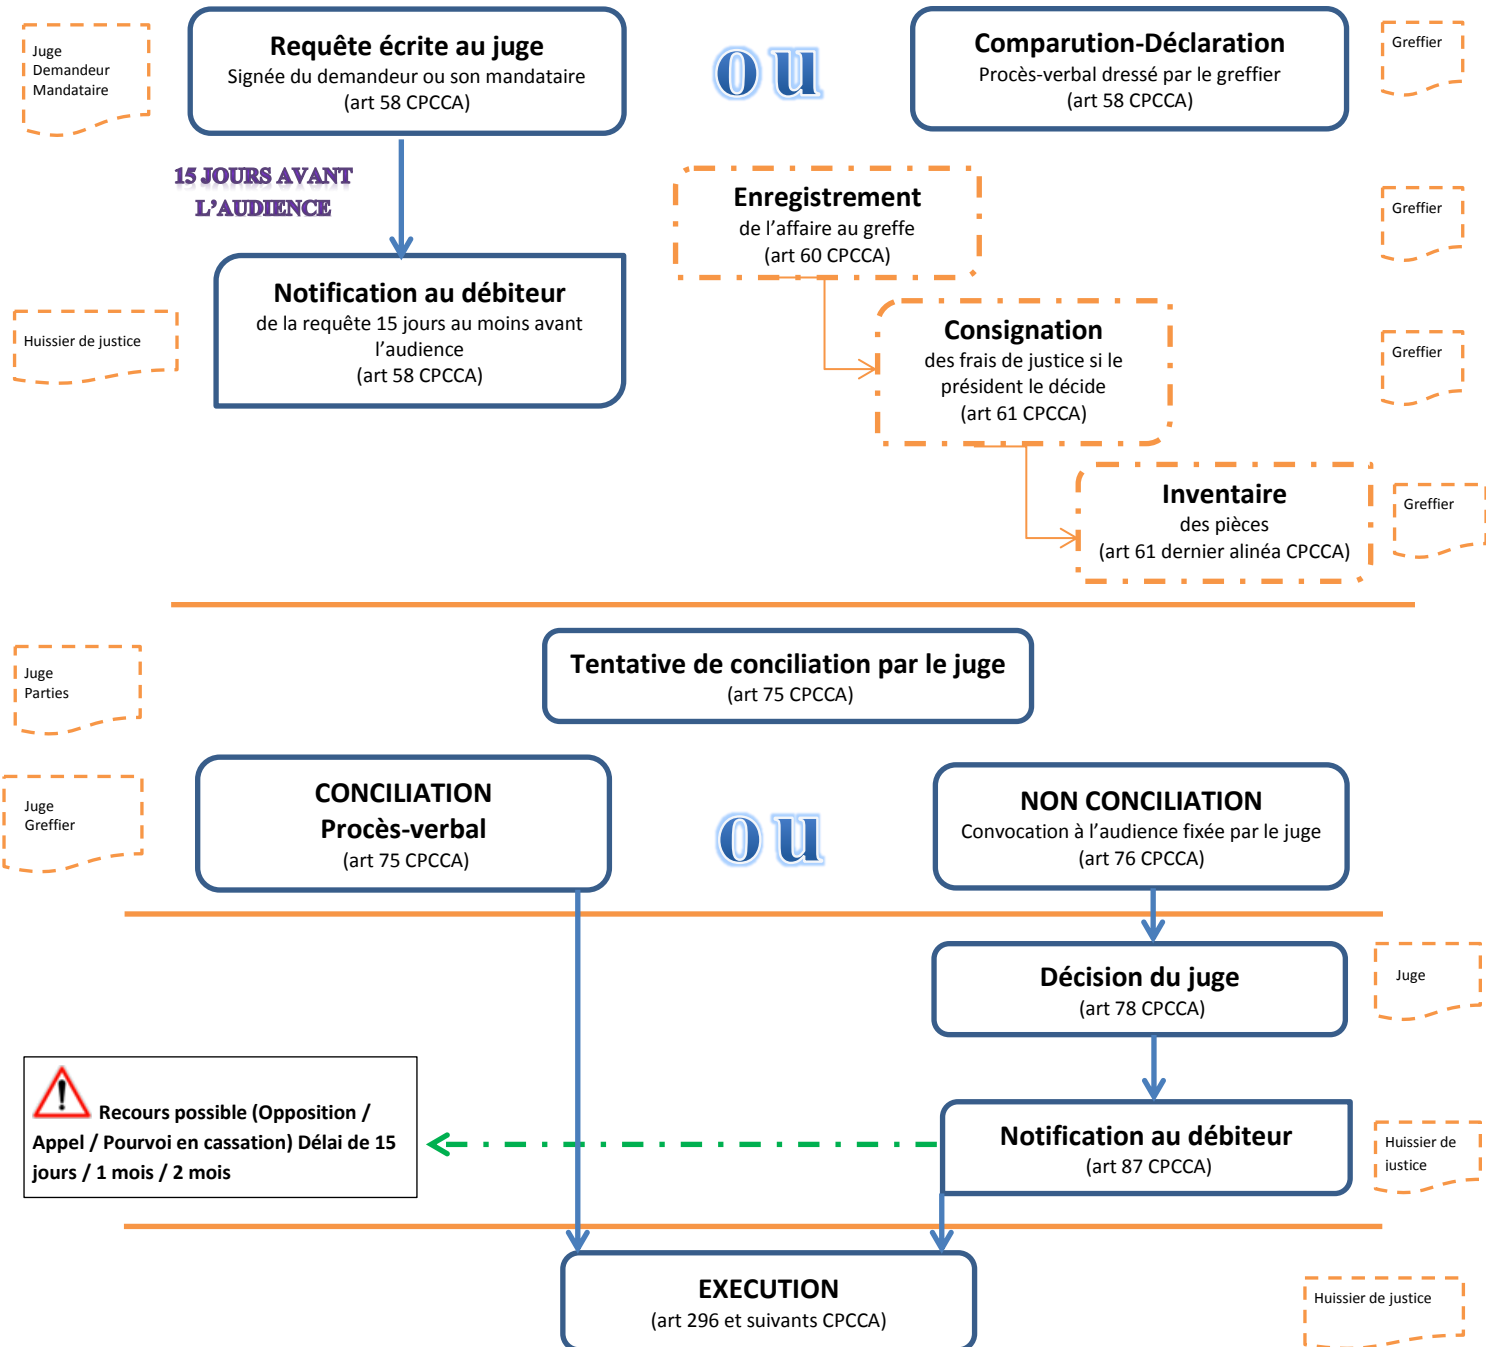 Juge
Demandeur
Mandataire
Requête écrite au juge
Signée du demandeur ou son mandataire
(art 58 CPCCA)
ou
Comparution-Déclaration
Procès-verbal dressé par le greffier
(art 58 CPCCA)
Greffier
15 JOURS AVANT
L’AUDIENCE
Enregistrement
de l’affaire au greffe
(art 60 CPCCA)
Greffier
Huissier de justice
Notification au débiteur
de la requête 15 jours au moins avant
l’audience
(art 58 CPCCA)
Consignation
des frais de justice si le
président le décide
(art 61 CPCCA)
Greffier
Inventaire
des pièces
(art 61 dernier alinéa CPCCA)
Greffier
Juge
Parties
Tentative de conciliation par le juge
(art 75 CPCCA)
Juge
Greffier
CONCILIATION
Procès-verbal
(art 75 CPCCA)
ou
NON CONCILIATION
Convocation à l’audience fixée par le juge
(art 76 CPCCA)
Décision du juge
(art 78 CPCCA)
Juge
Recours possible (Opposition /
Appel / Pourvoi en cassation) Délai de 15
jours / 1 mois / 2 mois
Notification au débiteur
(art 87 CPCCA)
Huissier de
justice
EXECUTION
(art 296 et suivants CPCCA)
Huissier de justice